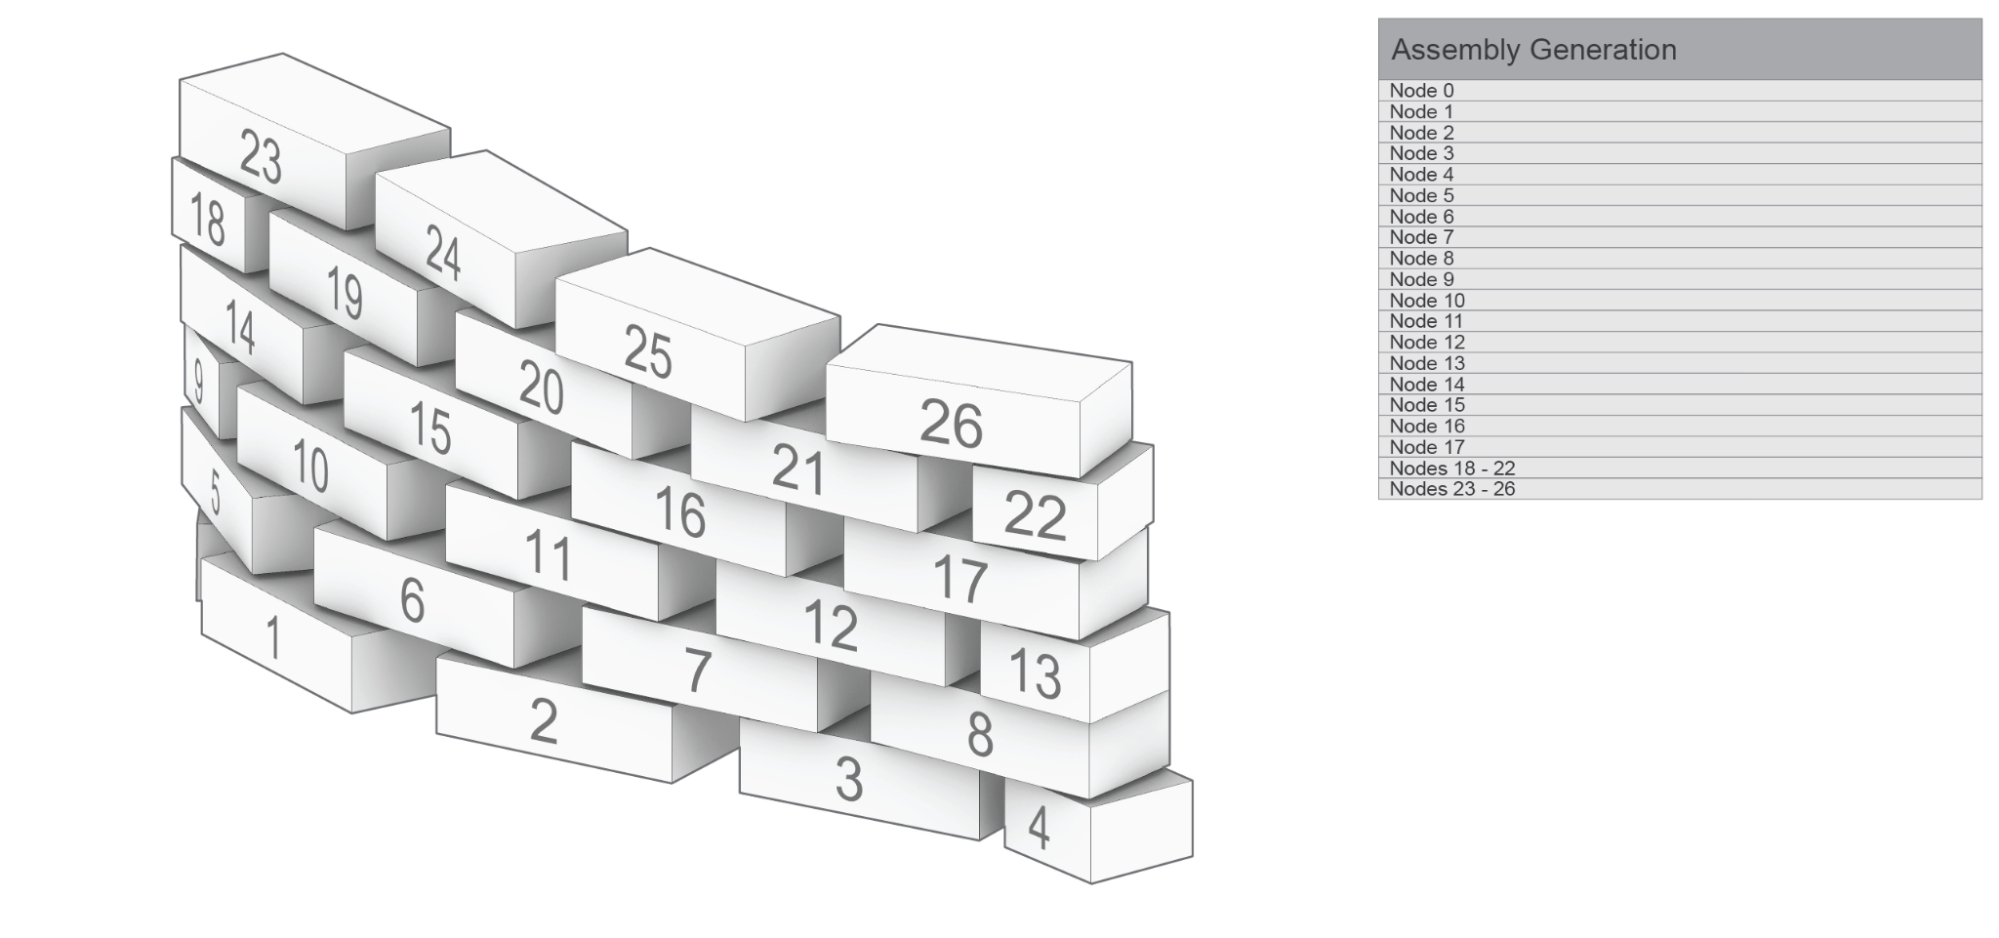 23
18
24
19
14
25
9
20
26
15
10
21
5
16
22
11
17
6
12
1
13
7
2
8
3
4
Assembly Generation
Node 0
Node 1
Node 2
Node 3
Node 4
Node 5
Node 6
Node 7
Node 8
Node 9
Node 10
Node 11
Node 12
Node 13
Node 14
Node 15
Node 16
Node 17
Nodes 18 - 22
Nodes 23 - 26